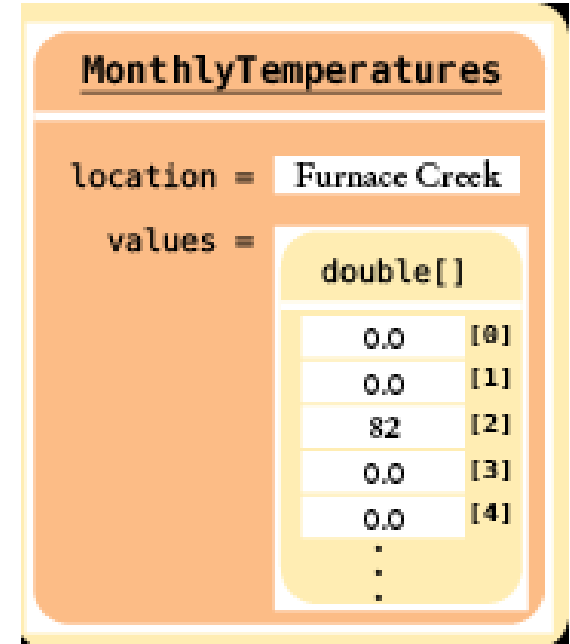 MonthlyTemperatures
location = Furnace Creek
values =
double[]
0.0 [0]
0.0 [1]
82 [2]
0.0 [3]
0.0 [4]